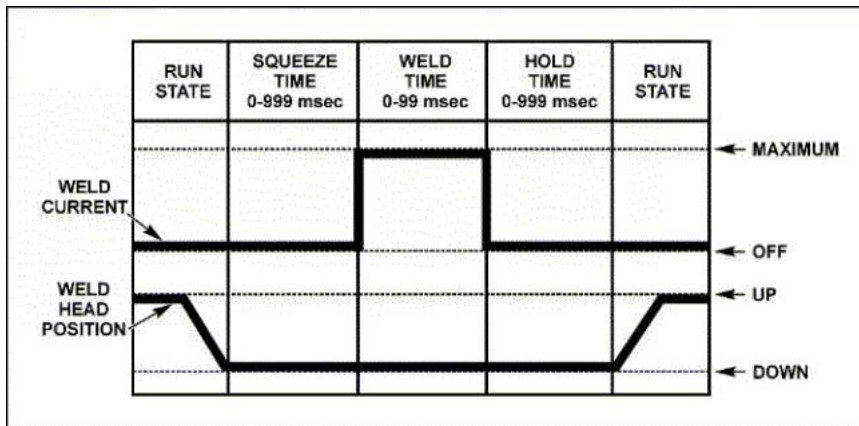 RUN
STATE
SQUEEZE
TIME
0-999 msec
WELD
TIME
0-99 msec
HOLD
TIME
0-999 msec
RUN
STATE
MAXIMUM
WELD
CURRENT
OFF
WELD
HEAD
POSITION
UP
DOWN